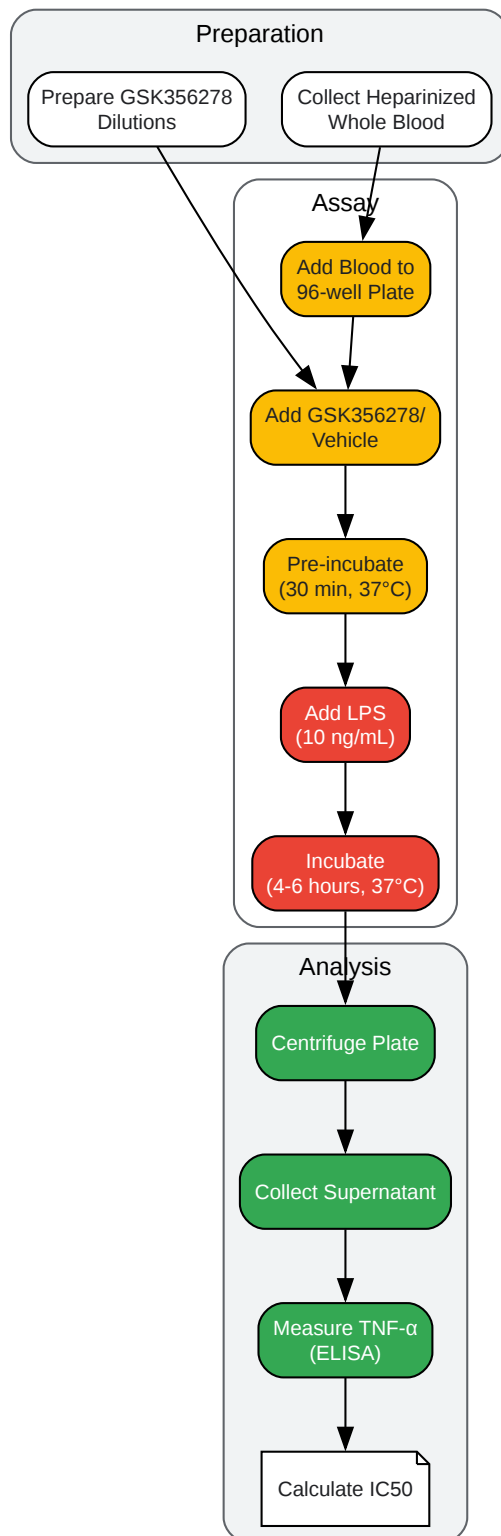 Preparation
Prepare GSK356278
Dilutions
Collect Heparinized
Whole Blood
Assay
Add Blood to
96-well Plate
Add GSK356278/
Vehicle
Pre-incubate
(30 min, 37°C)
Add LPS
(10 ng/mL)
Incubate
(4-6 hours, 37°C)
Analysis
Centrifuge Plate
Collect Supernatant
Measure TNF-α
(ELISA)
Calculate IC50